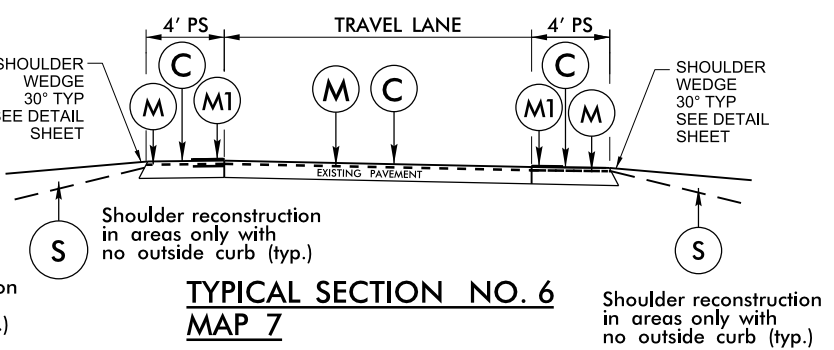 4' PS
TRAVEL LANE
4' PS
SHOULDER
WEDGE
30° TYP
SEE DETAIL
SHEET
C
M
M1
M
C
C
M1
M
SHOULDER
WEDGE
30° TYP
SEE DETAIL
SHEET
EXISTING PAVEMENT
S
Shoulder reconstruction
in areas only with
no outside curb (typ.)
S
Shoulder reconstruction
in areas only with
no outside curb (typ.)
TYPICAL SECTION NO. 6
MAP 7